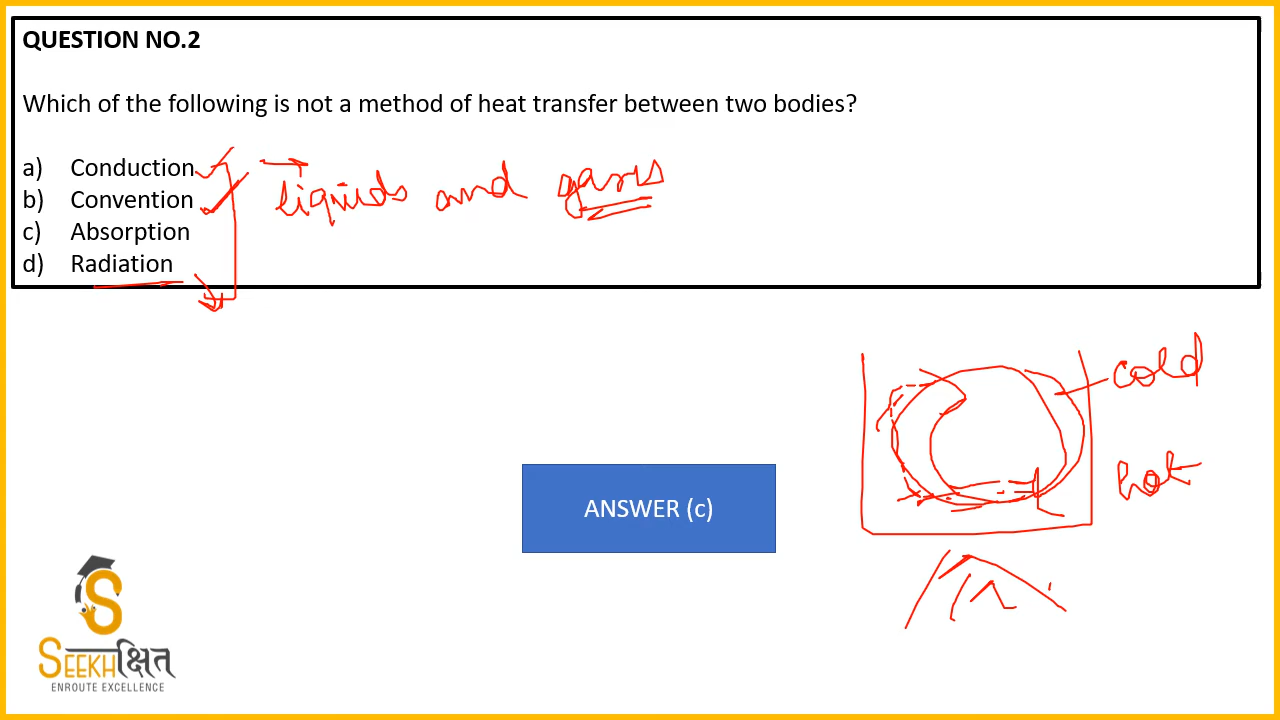 QUESTION NO.2
Which of the following is not a method of heat transfer between two bodies?
a) Conduction
b) Convention
liquids and gases
c) Absorption
d) Radiation
cold
hot
ANSWER (c)
SEEKHक्षित
ENROUTE EXCELLENCE